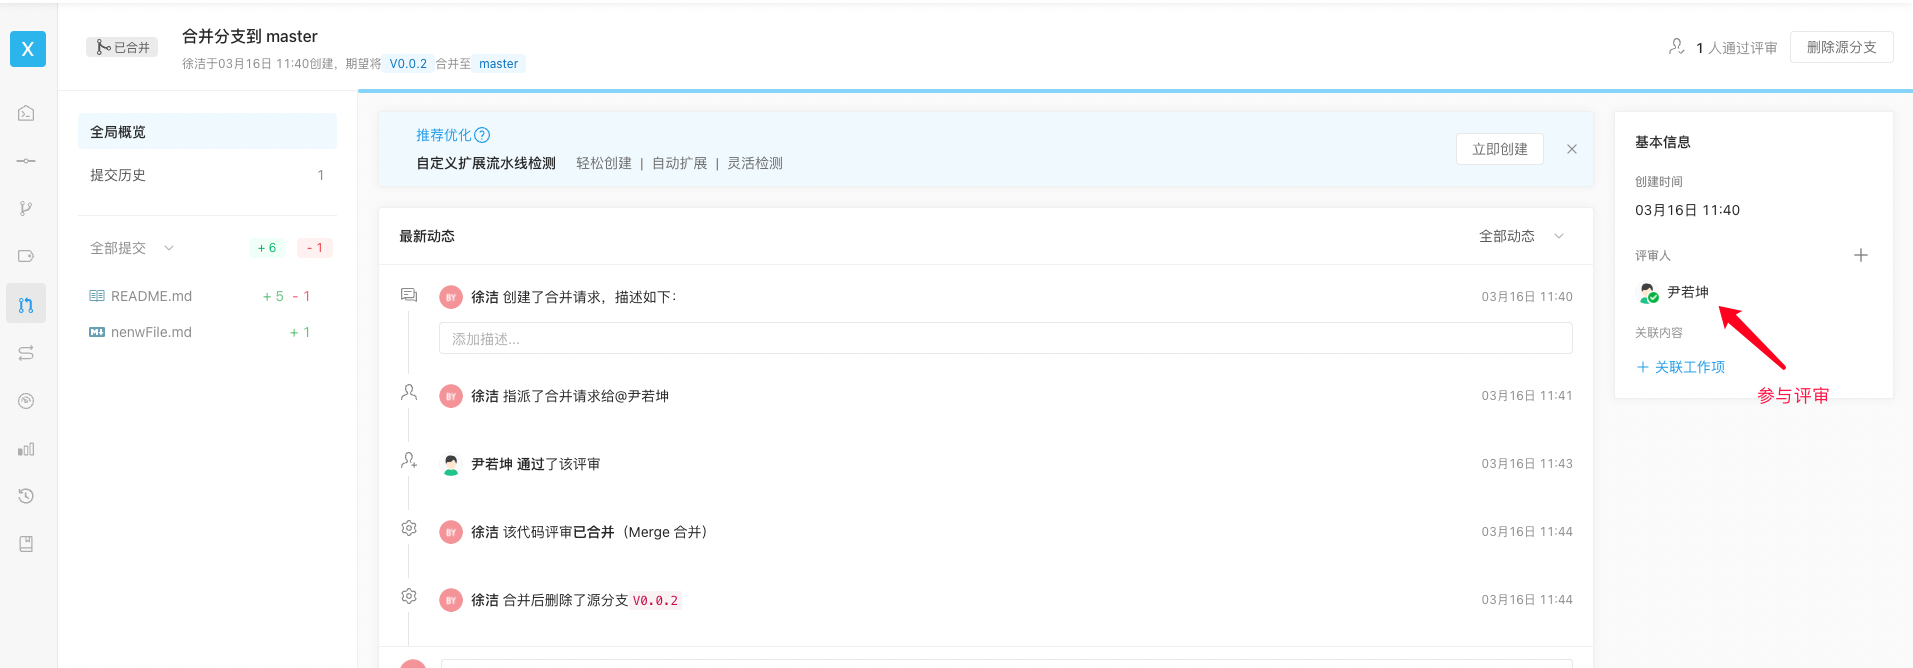 X
已合并
合并分支到 master
徐洁于03月16日 11:40创建，期望将 V0.0.2 合并至 master
1 人通过评审
删除源分支
全局概览
提交历史 1
全部提交 +6 -1
README.md +5 -1
nenwFile.md +1
推荐优化?
自定义扩展流水线检测 轻松创建 | 自动扩展 | 灵活检测
立即创建
最新动态
全部动态
BY 徐洁 创建了合并请求，描述如下： 03月16日 11:40
添加描述...
BY 徐洁 指派了合并请求给@尹若坤 03月16日 11:41
尹若坤 通过了该评审 03月16日 11:43
BY 徐洁 该代码评审已合并（Merge 合并） 03月16日 11:44
BY 徐洁 合并后删除了源分支 V0.0.2 03月16日 11:44
基本信息
创建时间
03月16日 11:40
评审人
尹若坤
关联内容
+ 关联工作项
参与评审